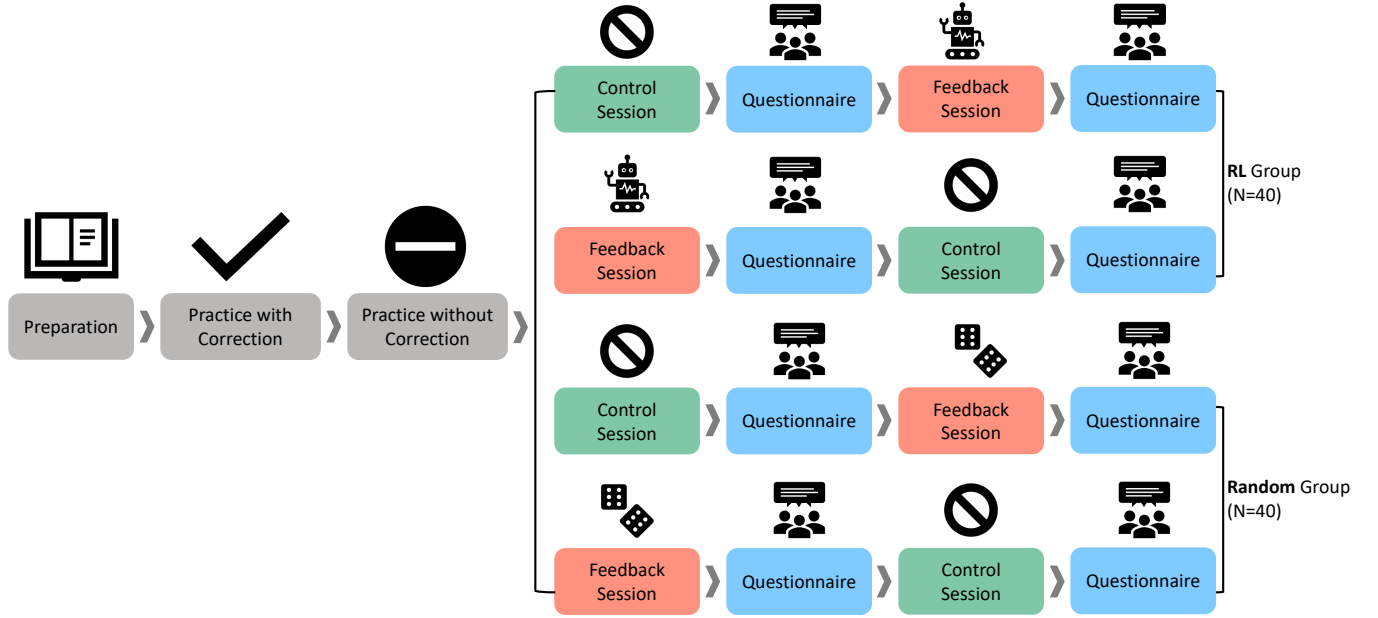 Preparation
Practice with
Correction
Practice without
Correction
Control
Session
Questionnaire
Feedback
Session
Questionnaire
Feedback
Session
Questionnaire
Control
Session
Questionnaire
RL Group
(N=40)
Control
Session
Questionnaire
Feedback
Session
Questionnaire
Feedback
Session
Questionnaire
Control
Session
Questionnaire
Random Group
(N=40)